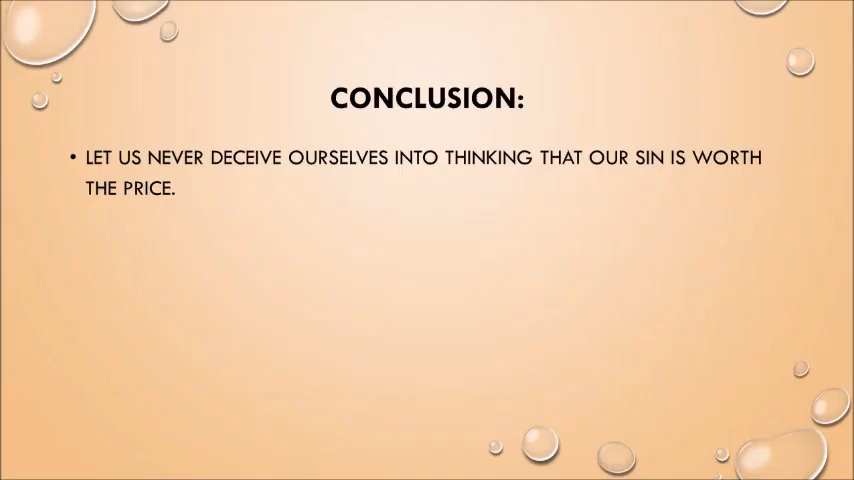 CONCLUSION:
• LET US NEVER DECEIVE OURSELVES INTO THINKING THAT OUR SIN IS WORTH
THE PRICE.